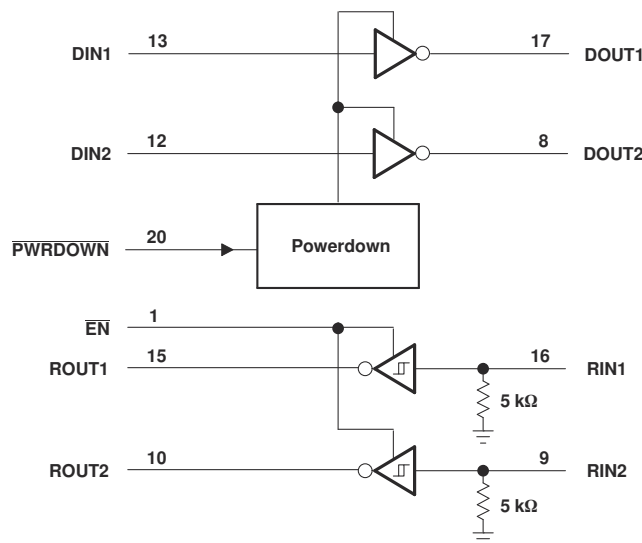 DIN1 13 17 DOUT1
DIN2 12 8 DOUT2
PWRDOWN 20 Powerdown
EN 1
ROUT1 15 16 RIN1
5 kΩ
ROUT2 10 9 RIN2
5 kΩ